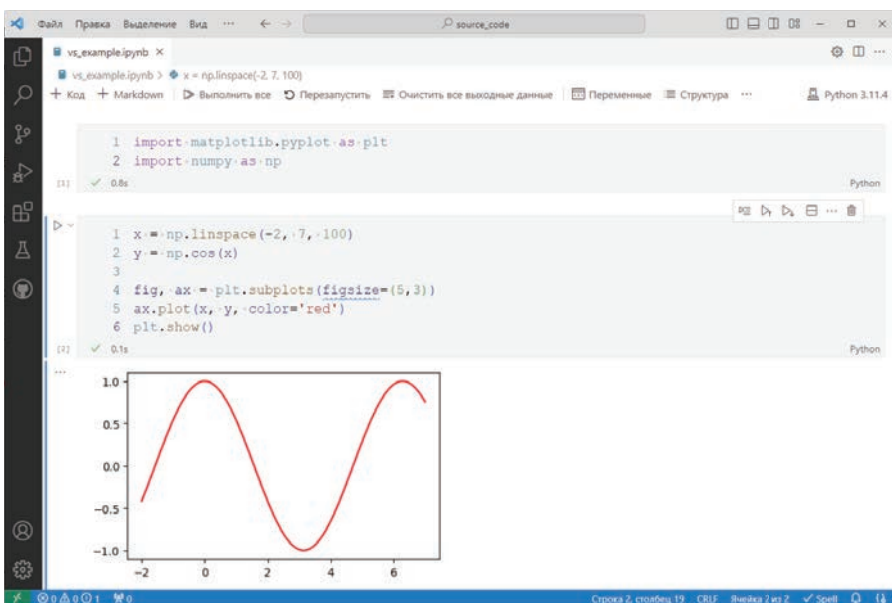 Файл Правка Выделение Вид ... source_code
vs_example.ipynb
vs_example.ipynb > x = np.linspace(-2, 7, 100)
+ Код + Markdown Выполнить все Перезапустить Очистить все выходные данные Переменные Структура ... Python 3.11.4
1 import matplotlib.pyplot as plt
2 import numpy as np
[1] 0.8s Python
1 x = np.linspace(-2, 7, 100)
2 y = np.cos(x)
3
4 fig, ax = plt.subplots(figsize=(5,3))
5 ax.plot(x, y, color='red')
6 plt.show()
[2] 0.1s Python
1.0
0.5
0.0
−0.5
−1.0
−2 0 2 4 6
0 0 1 0 Строка 2, столбец 19 CRLF Ячейка 2 из 2 Spell